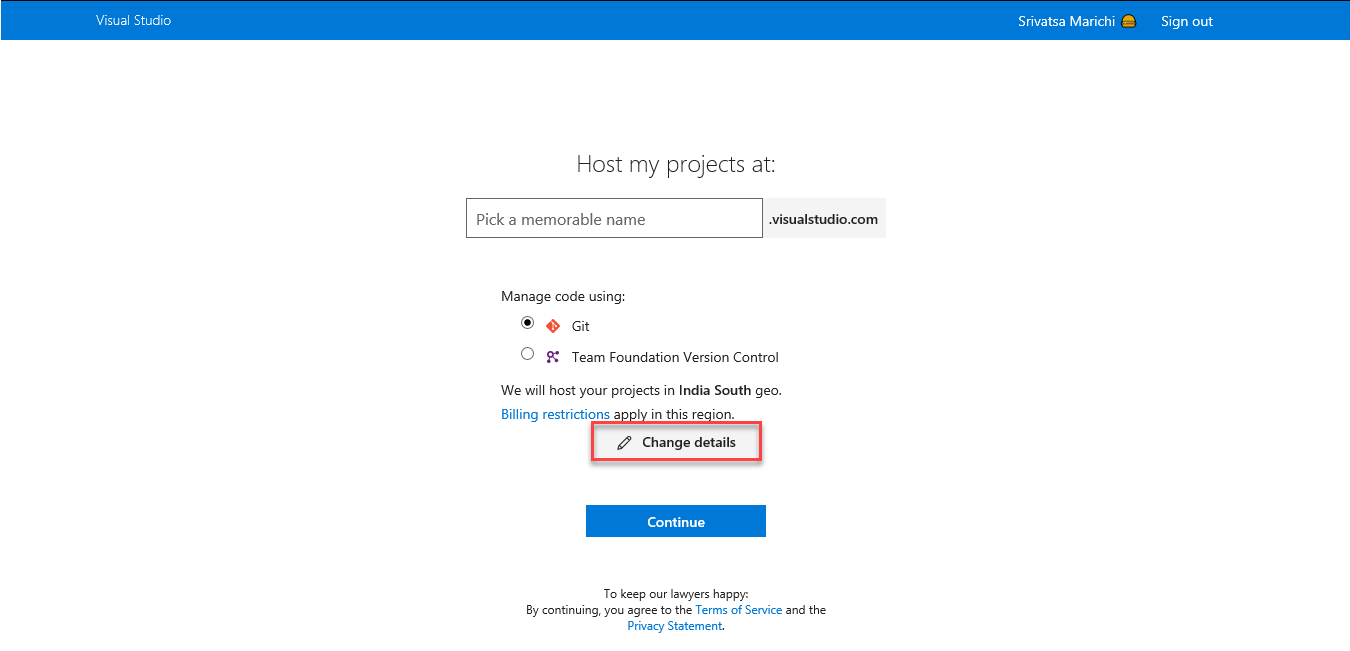 Visual Studio
Srivatsa Marichi
Sign out
Host my projects at:
Pick a memorable name
.visualstudio.com
Manage code using:
Git
Team Foundation Version Control
We will host your projects in India South geo.
Billing restrictions apply in this region.
Change details
Continue
To keep our lawyers happy:
By continuing, you agree to the Terms of Service and the
Privacy Statement.